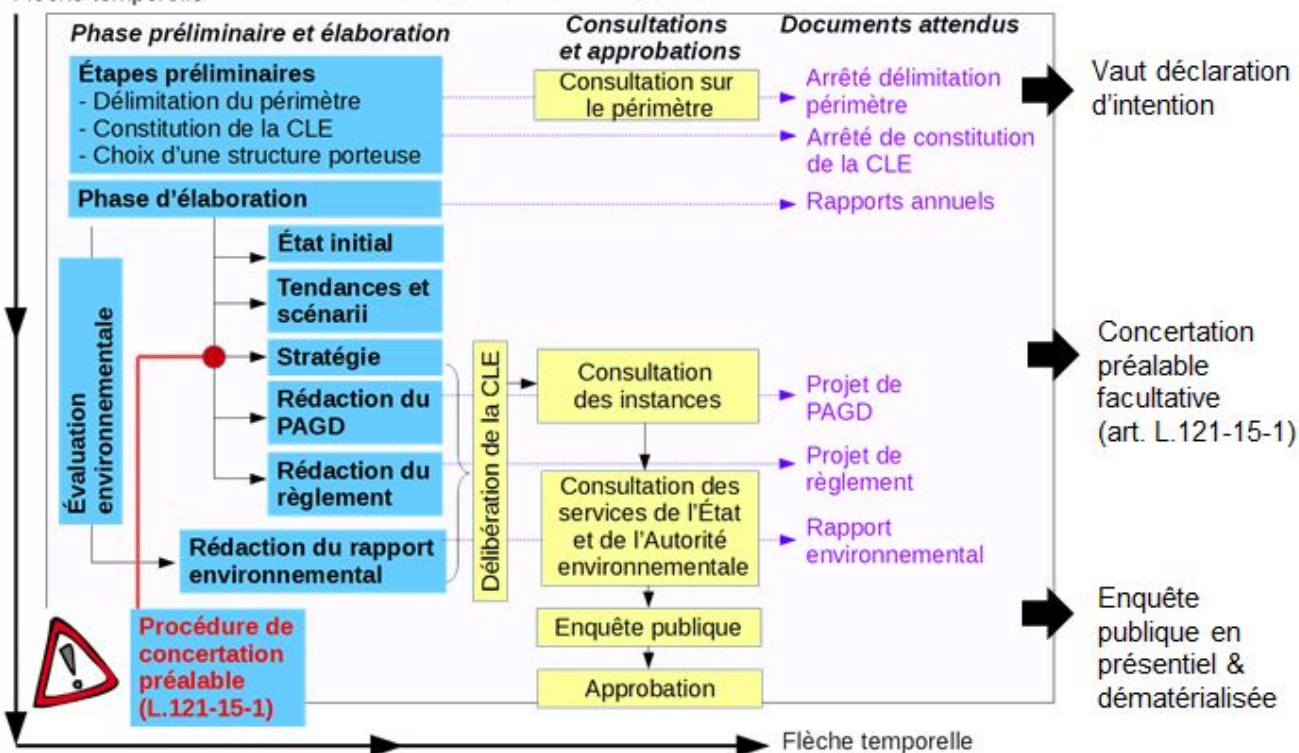 Phase préliminaire et élaboration
Consultations
et approbations
Documents attendus
Étapes préliminaires
- Délimitation du périmètre
- Constitution de la CLE
- Choix d'une structure porteuse
Consultation sur
le périmètre
Arrêté délimitation
périmètre
Arrêté de constitution
de la CLE
Vaut déclaration
d'intention
Phase d'élaboration
Rapports annuels
État initial
Tendances et
scénarii
Stratégie
Rédaction du
PAGD
Rédaction du
règlement
Évaluation
environnementale
Rédaction du rapport
environnemental
Délibération de la CLE
Consultation
des instances
Consultation des
services de l'État
et de l'Autorité
environnementale
Enquête publique
Approbation
Projet de
PAGD
Projet de
règlement
Rapport
environnemental
Concertation
préalable
facultative
(art. L.121-15-1)
Enquête
publique en
présentiel &
dématérialisée
Procédure de
concertation
préalable
(L.121-15-1)
Flèche temporelle